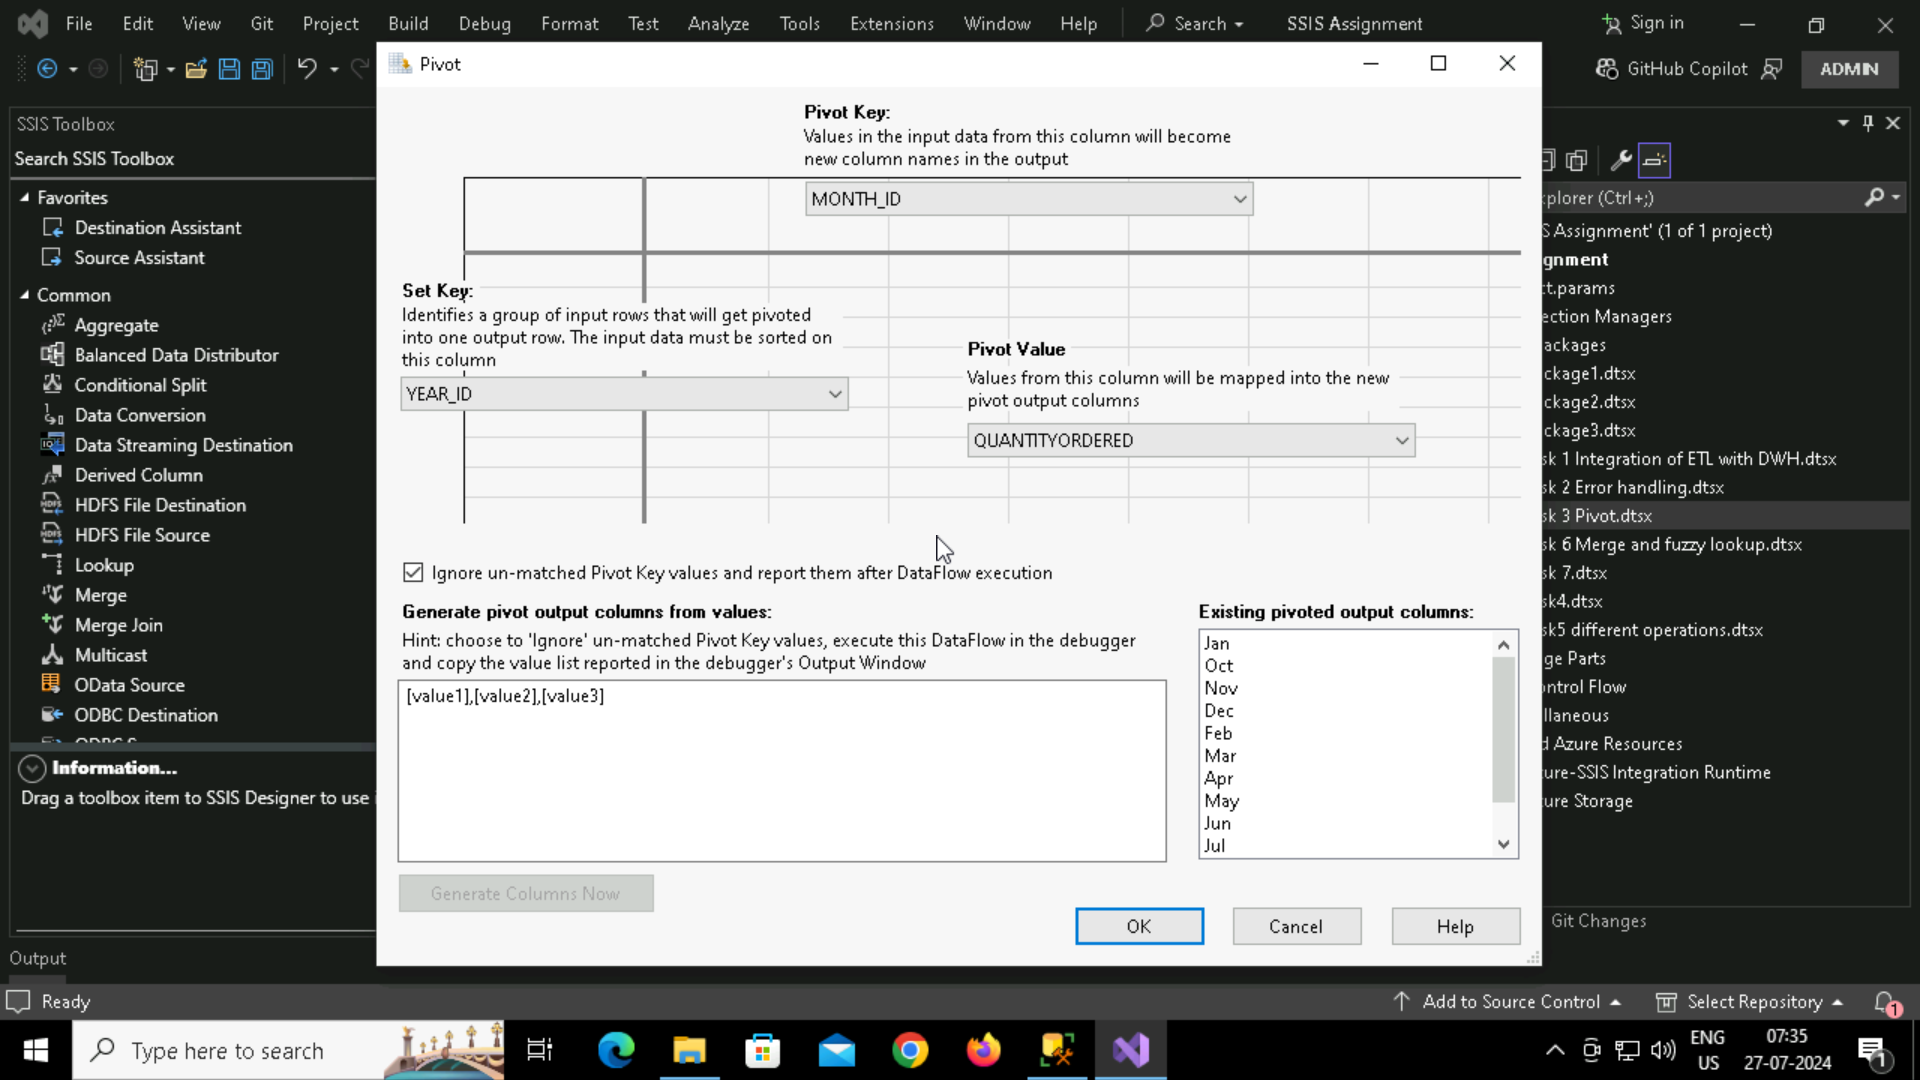 File Edit View Git Project Build Debug Format Test Analyze Tools Extensions Window Help Search SSIS Assignment Sign in
GitHub Copilot ADMIN
SSIS Toolbox
Search SSIS Toolbox
Favorites
Destination Assistant
Source Assistant
Common
Aggregate
Balanced Data Distributor
Conditional Split
Data Conversion
Data Streaming Destination
Derived Column
HDFS File Destination
HDFS File Source
Lookup
Merge
Merge Join
Multicast
OData Source
ODBC Destination
Information...
Drag a toolbox item to SSIS Designer to use i
Output
Pivot
Pivot Key:
Values in the input data from this column will become
new column names in the output
MONTH_ID
Set Key:
Identifies a group of input rows that will get pivoted
into one output row. The input data must be sorted on
this column
YEAR_ID
Pivot Value
Values from this column will be mapped into the new
pivot output columns
QUANTITYORDERED
Ignore un-matched Pivot Key values and report them after DataFlow execution
Generate pivot output columns from values:
Hint: choose to 'Ignore' un-matched Pivot Key values, execute this DataFlow in the debugger
and copy the value list reported in the debugger's Output Window
[value1],[value2],[value3]
Generate Columns Now
Existing pivoted output columns:
Jan
Oct
Nov
Dec
Feb
Mar
Apr
May
Jun
Jul
OK Cancel Help
xplorer (Ctrl+;)
S Assignment' (1 of 1 project)
gnment
ct.params
ection Managers
ackages
ckage1.dtsx
ckage2.dtsx
ckage3.dtsx
sk 1 Integration of ETL with DWH.dtsx
sk 2 Error handling.dtsx
sk 3 Pivot.dtsx
sk 6 Merge and fuzzy lookup.dtsx
sk 7.dtsx
sk4.dtsx
sk5 different operations.dtsx
ge Parts
ontrol Flow
llaneous
d Azure Resources
ure-SSIS Integration Runtime
ure Storage
Git Changes
Ready Add to Source Control Select Repository 1
Type here to search
ENG
US
07:35
27-07-2024
1